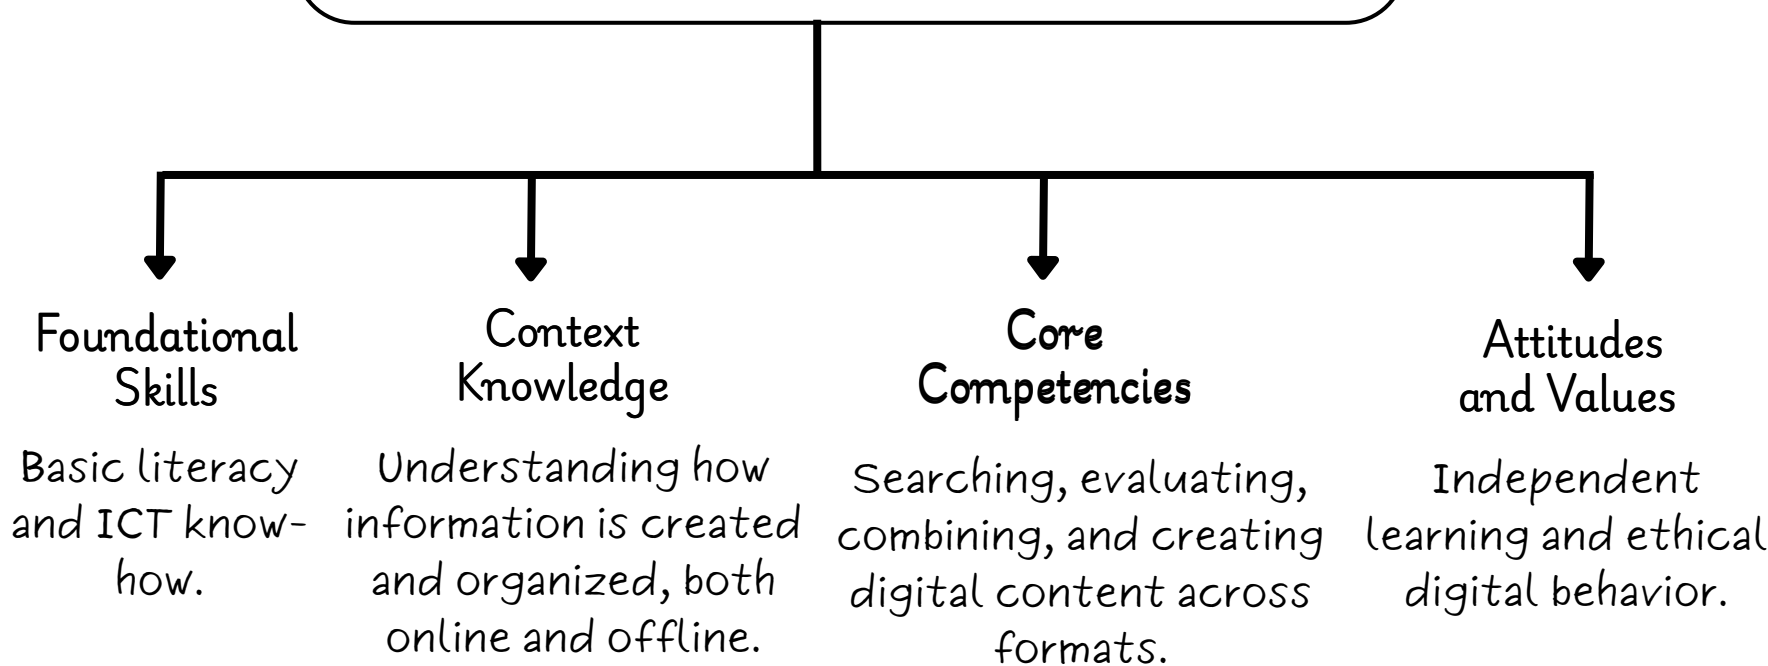 Foundational
Skills
Basic literacy
and ICT know-
how.
Context
Knowledge
Understanding how
information is created
and organized, both
online and offline.
Core
Competencies
Searching, evaluating,
combining, and creating
digital content across
formats.
Attitudes
and Values
Independent
learning and ethical
digital behavior.